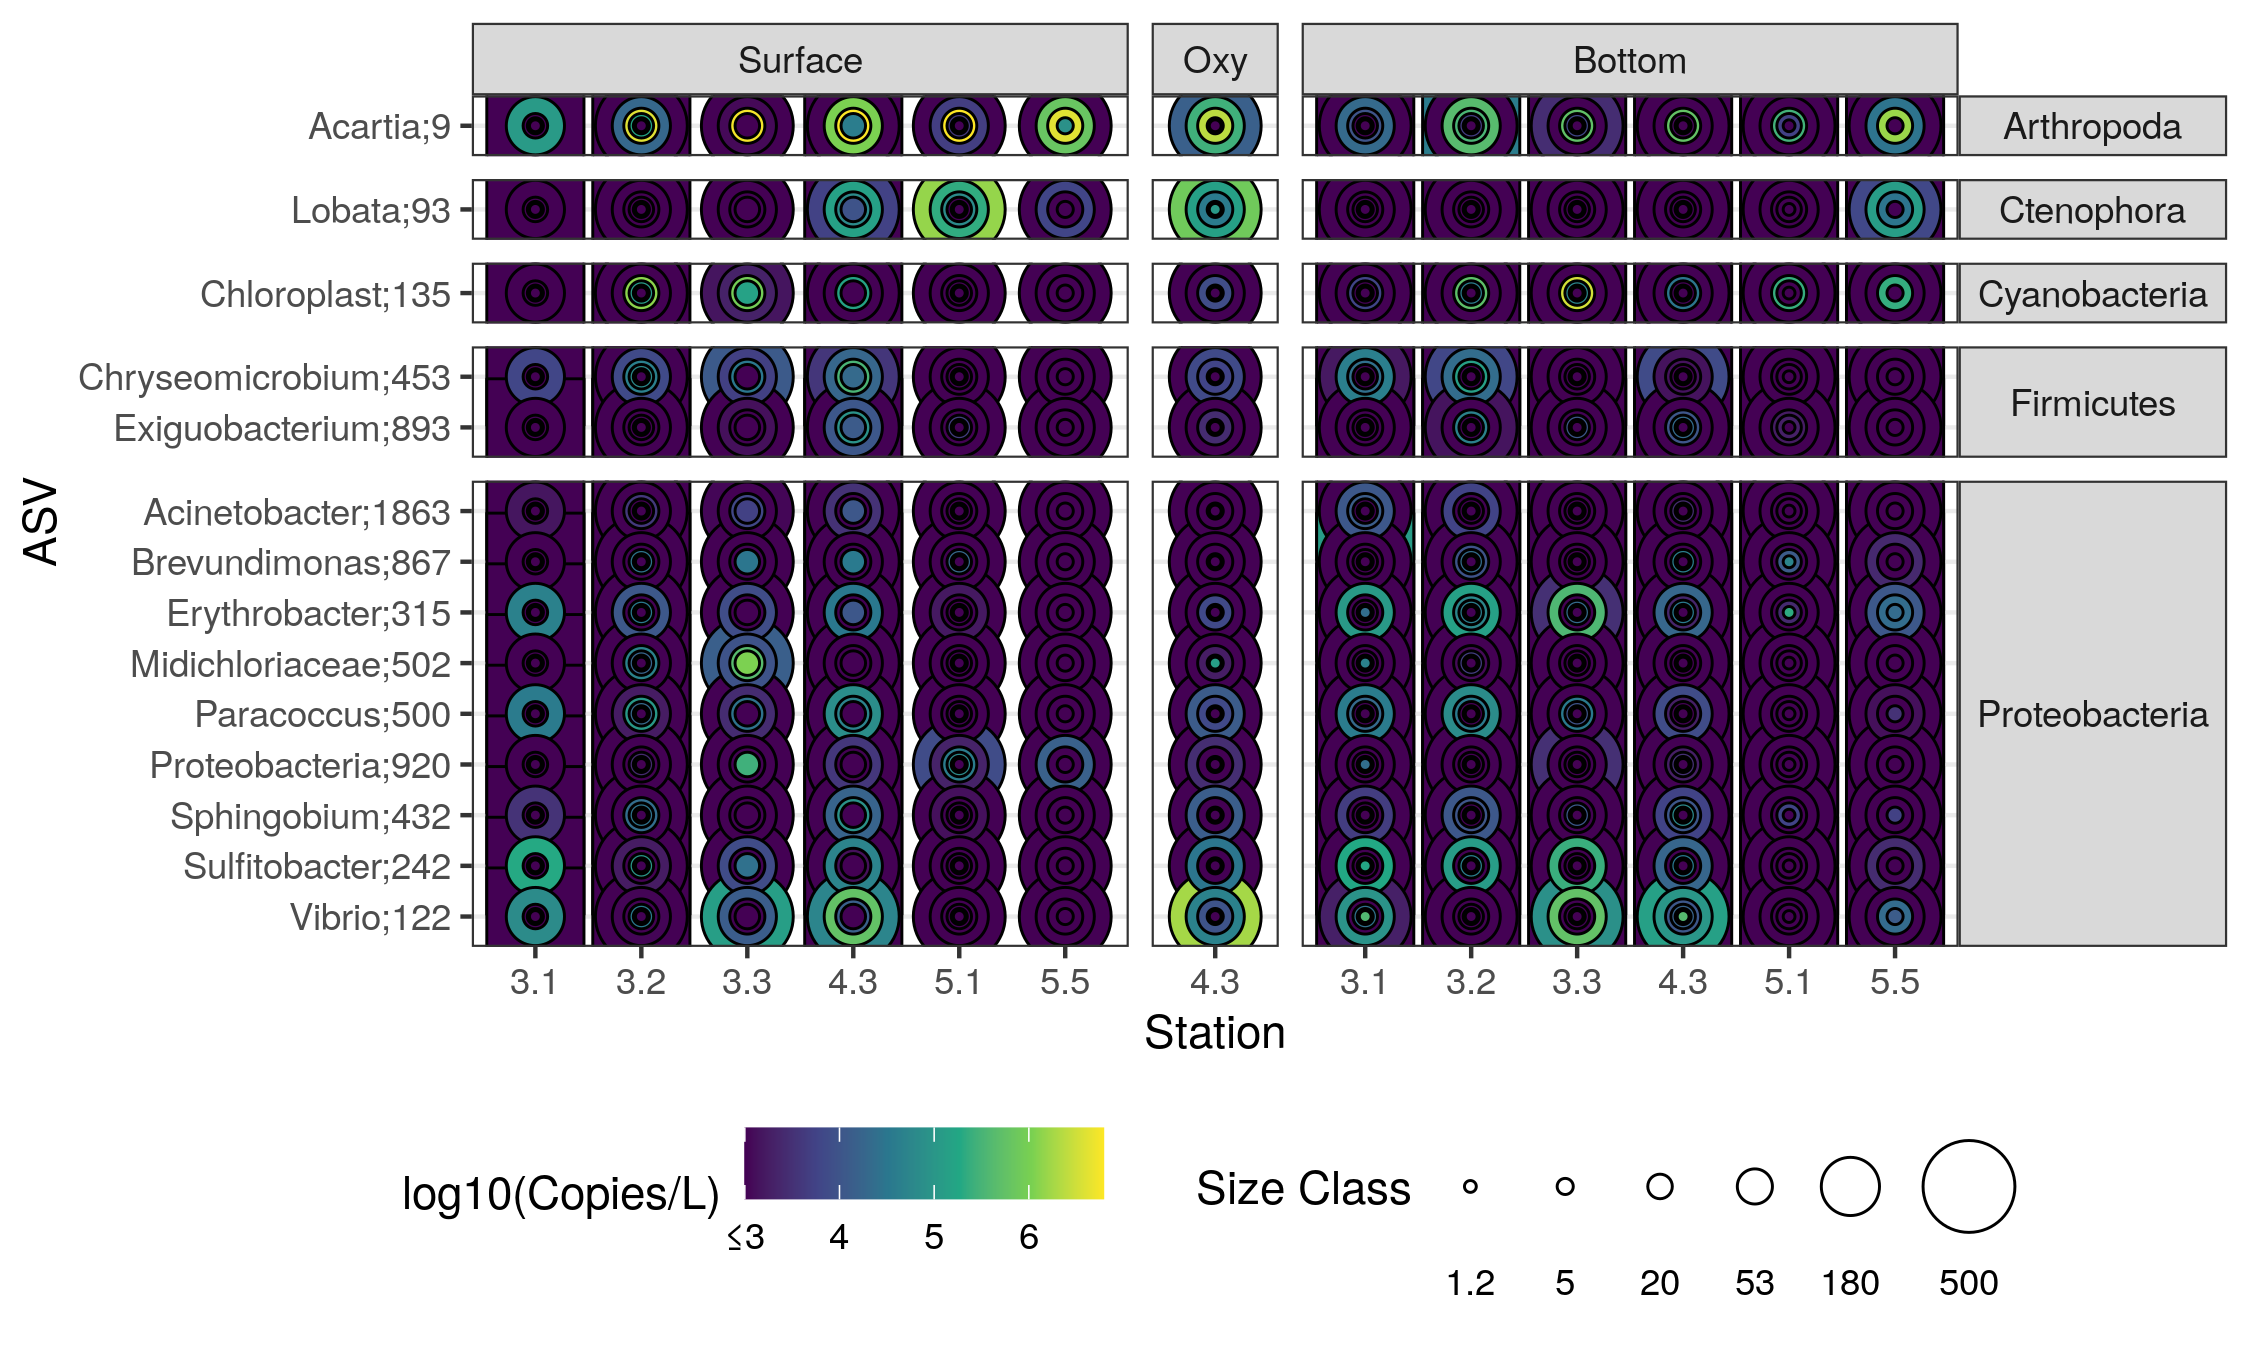 Surface Oxy Bottom
Acartia;9 Arthropoda
Lobata;93 Ctenophora
Chloroplast;135 Cyanobacteria
Chryseomicrobium;453
Firmicutes
Exiguobacterium;893
ASV
Acinetobacter;1863
Brevundimonas;867
Erythrobacter;315
Midichloriaceae;502
Paracoccus;500 Proteobacteria
Proteobacteria;920
Sphingobium;432
Sulfitobacter;242
Vibrio;122
3.1 3.2 3.3 4.3 5.1 5.5 4.3 3.1 3.2 3.3 4.3 5.1 5.5
Station
log10(Copies/L)
≤3 4 5 6
Size Class
1.2 5 20 53 180 500